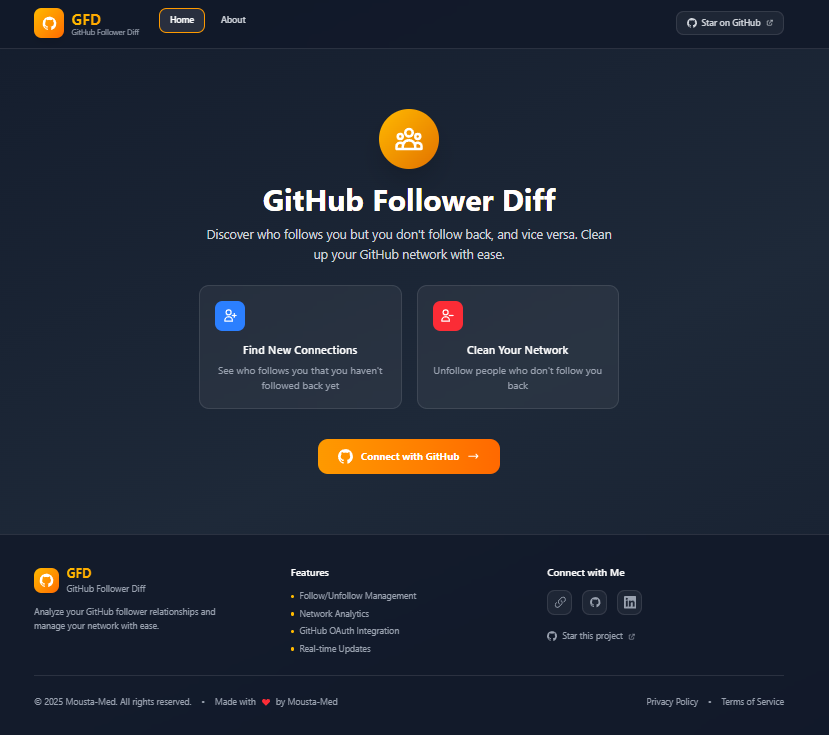 GFD
GitHub Follower Diff
Home
About
Star on GitHub
GitHub Follower Diff
Discover who follows you but you don't follow back, and vice versa. Clean
up your GitHub network with ease.
Find New Connections
See who follows you that you haven't
followed back yet
Clean Your Network
Unfollow people who don't follow you
back
Connect with GitHub →
GFD
GitHub Follower Diff
Analyze your GitHub follower relationships and
manage your network with ease.
Features
• Follow/Unfollow Management
• Network Analytics
• GitHub OAuth Integration
• Real-time Updates
Connect with Me
Star this project
© 2025 Mousta-Med. All rights reserved. • Made with ❤ by Mousta-Med
Privacy Policy • Terms of Service